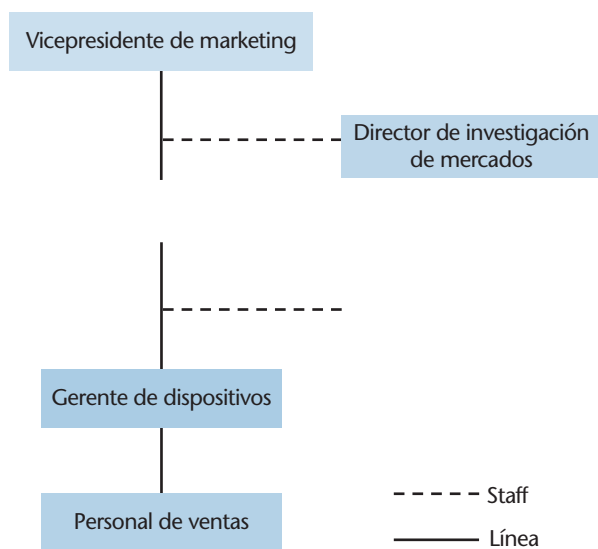 Vicepresidente de marketing
Director de investigación
de mercados
Gerente de dispositivos
Personal de ventas
Staff
Línea